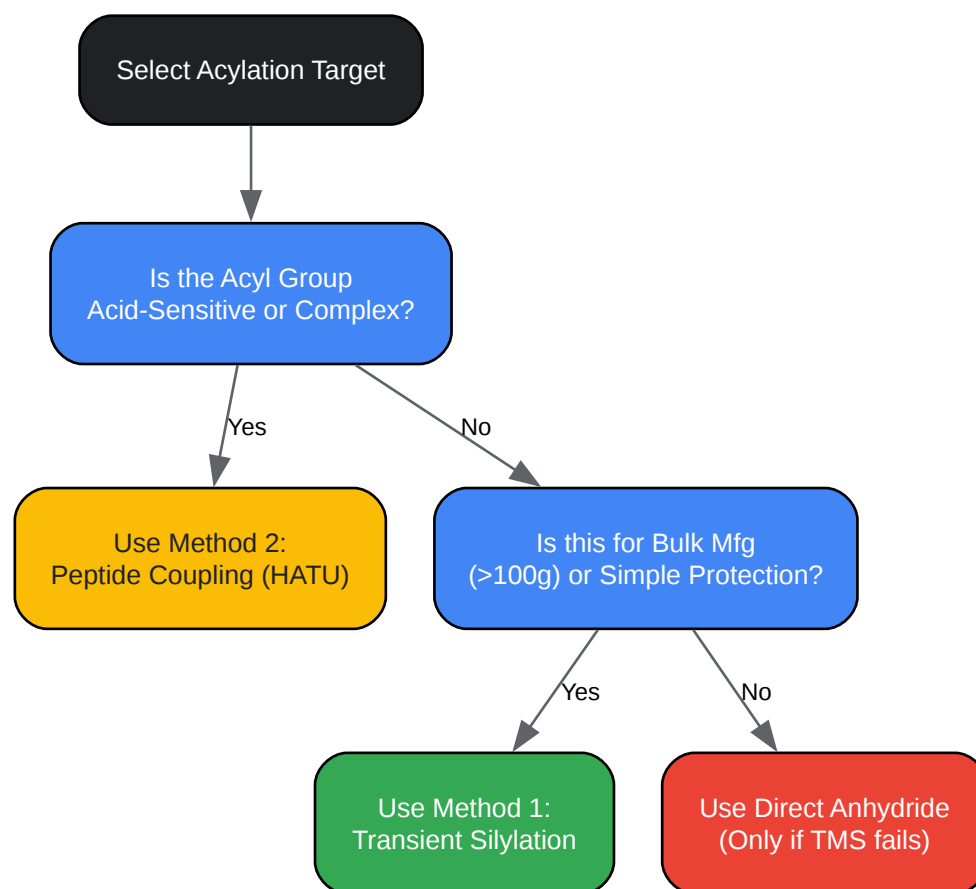 Select Acylation Target
Is the Acyl Group
Acid-Sensitive or Complex?
Yes
No
Use Method 2:
Peptide Coupling (HATU)
Is this for Bulk Mfg
(>100g) or Simple Protection?
Yes
No
Use Method 1:
Transient Silylation
Use Direct Anhydride
(Only if TMS fails)